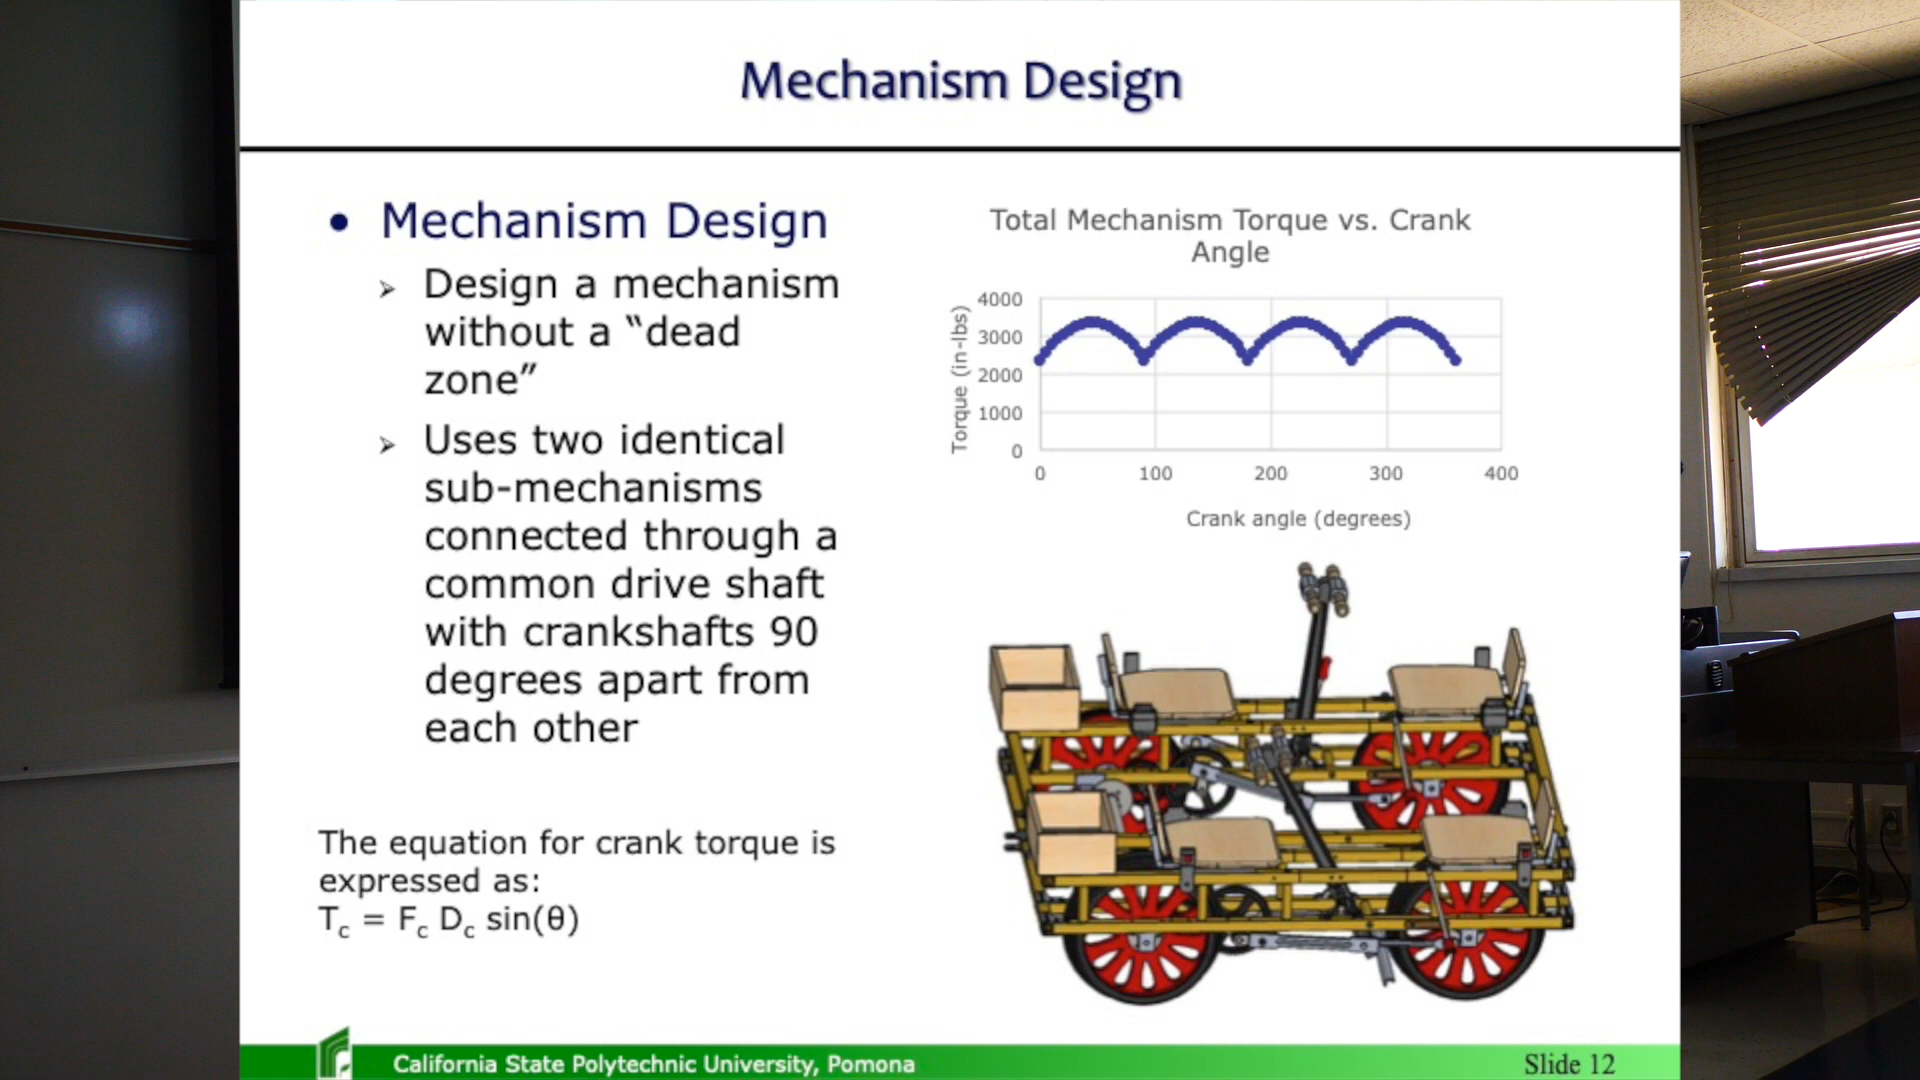 Mechanism Design
• Mechanism Design
➢ Design a mechanism
without a “dead
zone”
➢ Uses two identical
sub-mechanisms
connected through a
common drive shaft
with crankshafts 90
degrees apart from
each other
The equation for crank torque is
expressed as:
Tc = Fc Dc sin(θ)
Total Mechanism Torque vs. Crank
Angle
Torque (in-lbs)
4000
3000
2000
1000
0
0 100 200 300 400
Crank angle (degrees)
California State Polytechnic University, Pomona
Slide 12